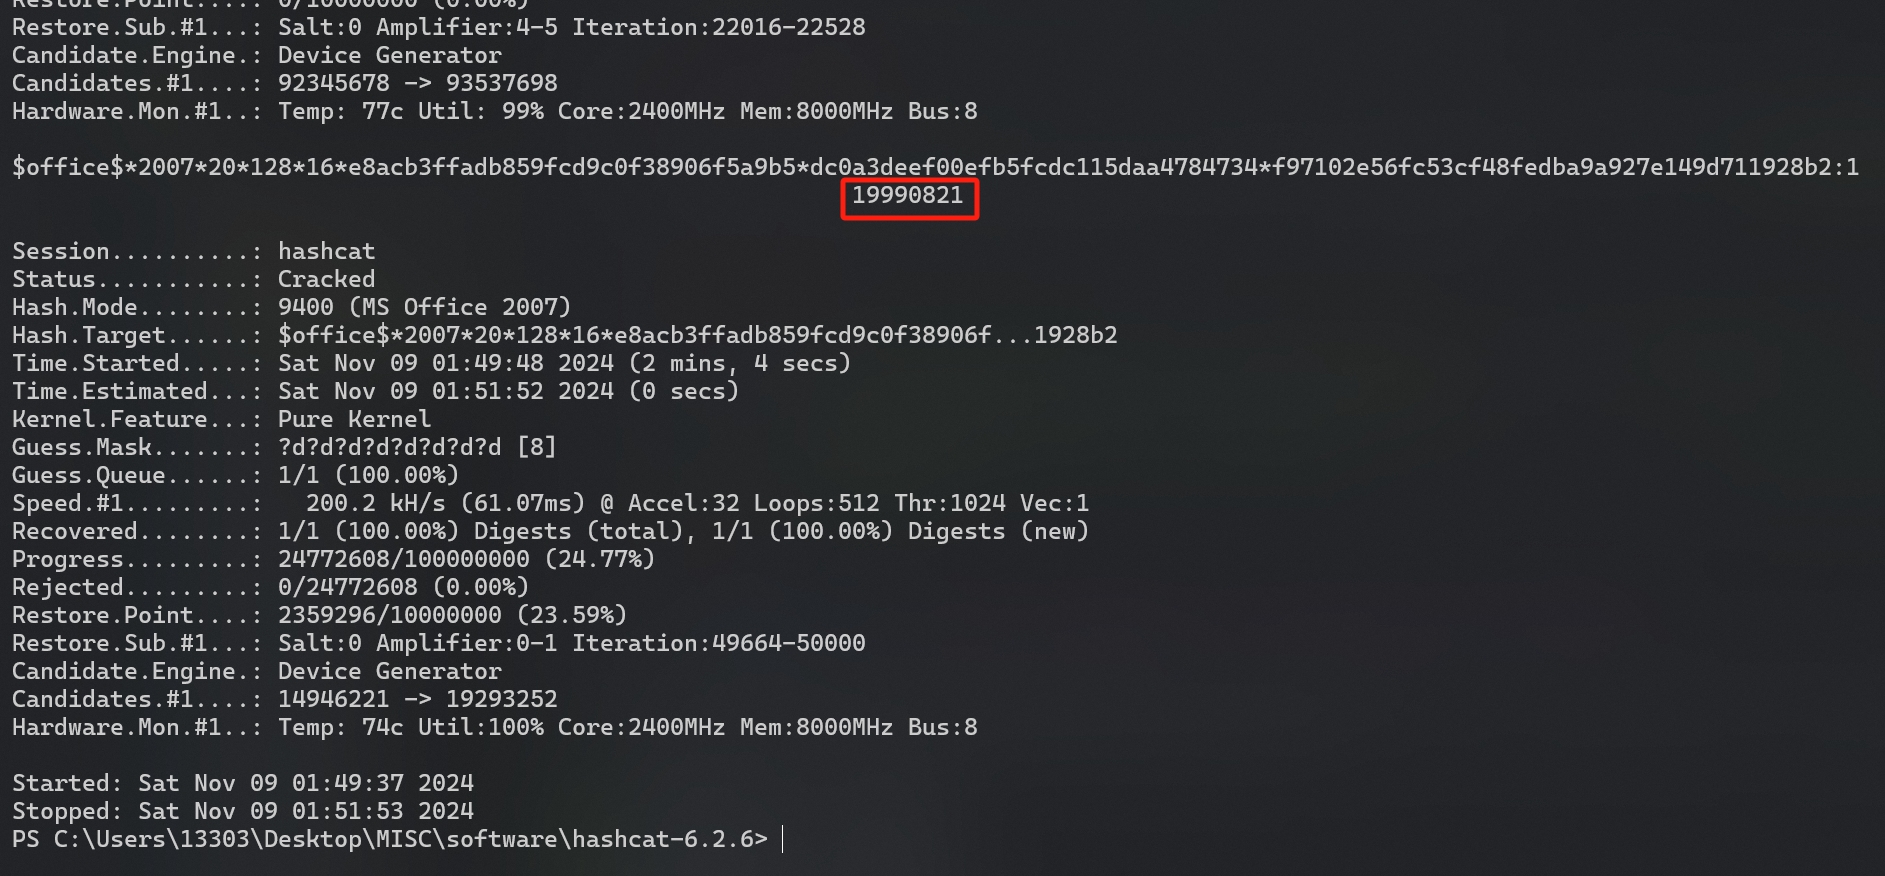 Restore.Point....: 0/10000000 (0.00%)
Restore.Sub.#1...: Salt:0 Amplifier:4-5 Iteration:22016-22528
Candidate.Engine.: Device Generator
Candidates.#1....: 92345678 -> 93537698
Hardware.Mon.#1..: Temp: 77c Util: 99% Core:2400MHz Mem:8000MHz Bus:8
$office$*2007*20*128*16*e8acb3ffadb859fcd9c0f38906f5a9b5*dc0a3deef00efb5fcdc115daa4784734*f97102e56fc53cf48fedba9a927e149d711928b2:1
19990821
Session..........: hashcat
Status...........: Cracked
Hash.Mode........: 9400 (MS Office 2007)
Hash.Target......: $office$*2007*20*128*16*e8acb3ffadb859fcd9c0f38906f...1928b2
Time.Started.....: Sat Nov 09 01:49:48 2024 (2 mins, 4 secs)
Time.Estimated...: Sat Nov 09 01:51:52 2024 (0 secs)
Kernel.Feature...: Pure Kernel
Guess.Mask.......: ?d?d?d?d?d?d?d?d [8]
Guess.Queue......: 1/1 (100.00%)
Speed.#1.........:   200.2 kH/s (61.07ms) @ Accel:32 Loops:512 Thr:1024 Vec:1
Recovered........: 1/1 (100.00%) Digests (total), 1/1 (100.00%) Digests (new)
Progress.........: 24772608/100000000 (24.77%)
Rejected.........: 0/24772608 (0.00%)
Restore.Point....: 2359296/10000000 (23.59%)
Restore.Sub.#1...: Salt:0 Amplifier:0-1 Iteration:49664-50000
Candidate.Engine.: Device Generator
Candidates.#1....: 14946221 -> 19293252
Hardware.Mon.#1..: Temp: 74c Util:100% Core:2400MHz Mem:8000MHz Bus:8
Started: Sat Nov 09 01:49:37 2024
Stopped: Sat Nov 09 01:51:53 2024
PS C:\Users\13303\Desktop\MISC\software\hashcat-6.2.6>